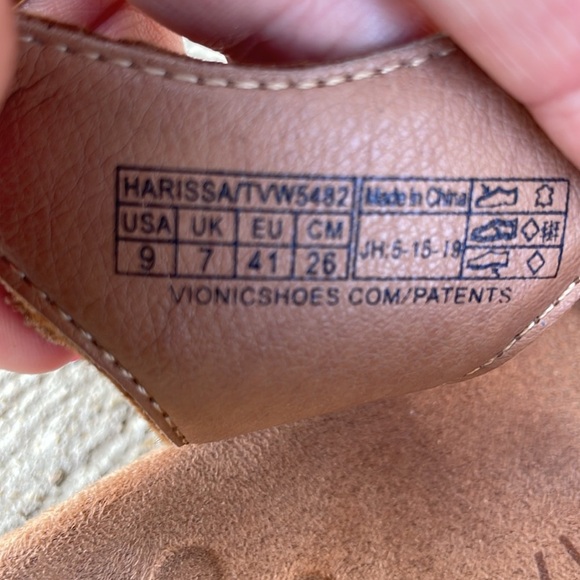 HARISSA/TVW5482 Made in China
USA UK EU CM
9 7 41 26 JH.6-15-19
VIONICSHOES COM/PATENTS